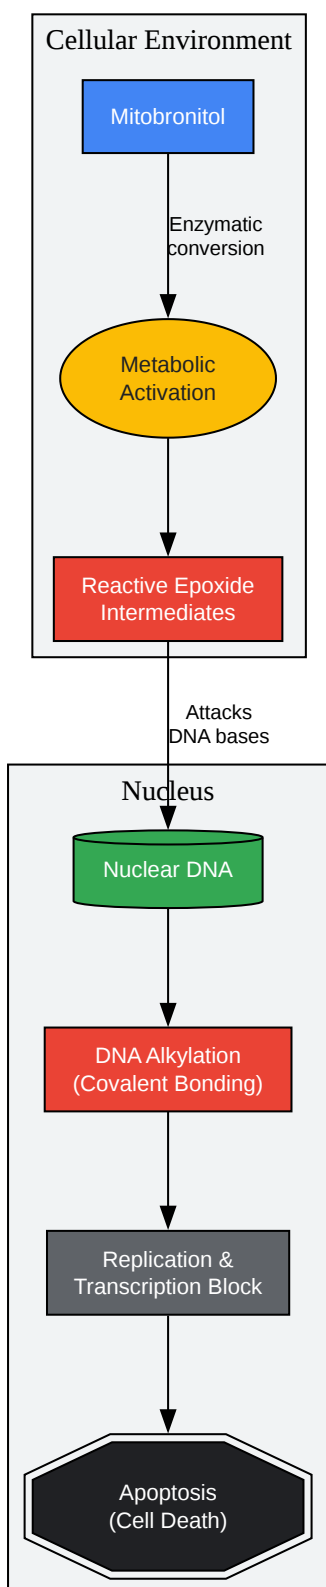 Cellular Environment
Mitobronitol
Enzymatic
conversion
Metabolic
Activation
Reactive Epoxide
Intermediates
Attacks
DNA bases
Nucleus
Nuclear DNA
DNA Alkylation
(Covalent Bonding)
Replication &
Transcription Block
Apoptosis
(Cell Death)